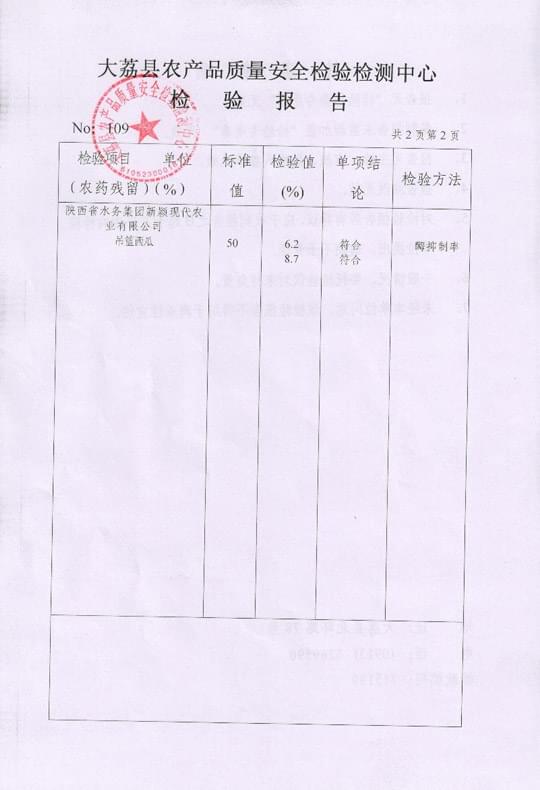 大荔县农产品质量安全检验检测中心
检 验 报 告
No: 109
共 2 页第 2 页
检验项目 单位 标准 检验值 单项结 检验方法
(农药残留)(%) 值 (%) 论
陕西省水务集团新颖现代农
业有限公司
吊篮西瓜 50 6.2 符合 酶抑制率
8.7 符合